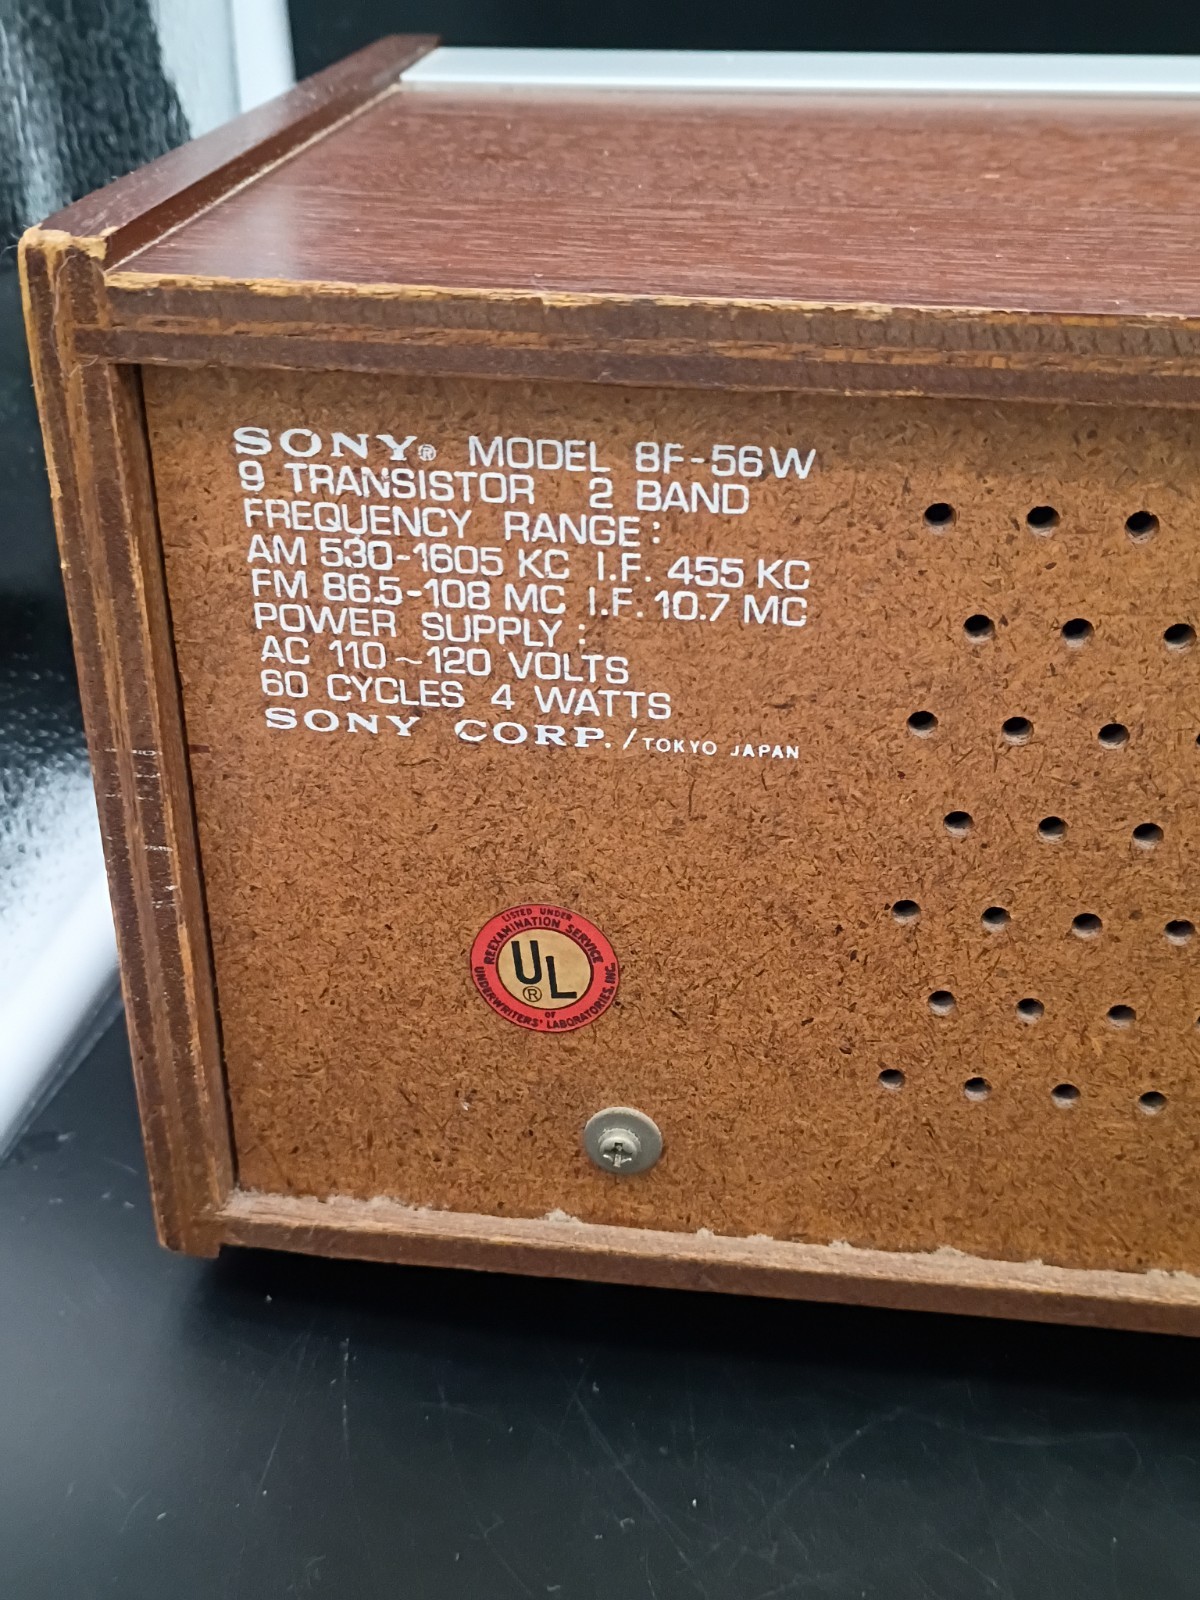 SONY® MODEL 8F-56W
9 TRANSISTOR 2 BAND
FREQUENCY RANGE:
AM 530-1605 KC I.F. 455 KC
FM 86.5-108 MC I.F. 10.7 MC
POWER SUPPLY:
AC 110~120 VOLTS
60 CYCLES 4 WATTS
SONY CORP./TOKYO JAPAN
LISTED UNDER
REEXAMINATION SERVICE
UL
®
OF
UNDERWRITERS' LABORATORIES, INC.